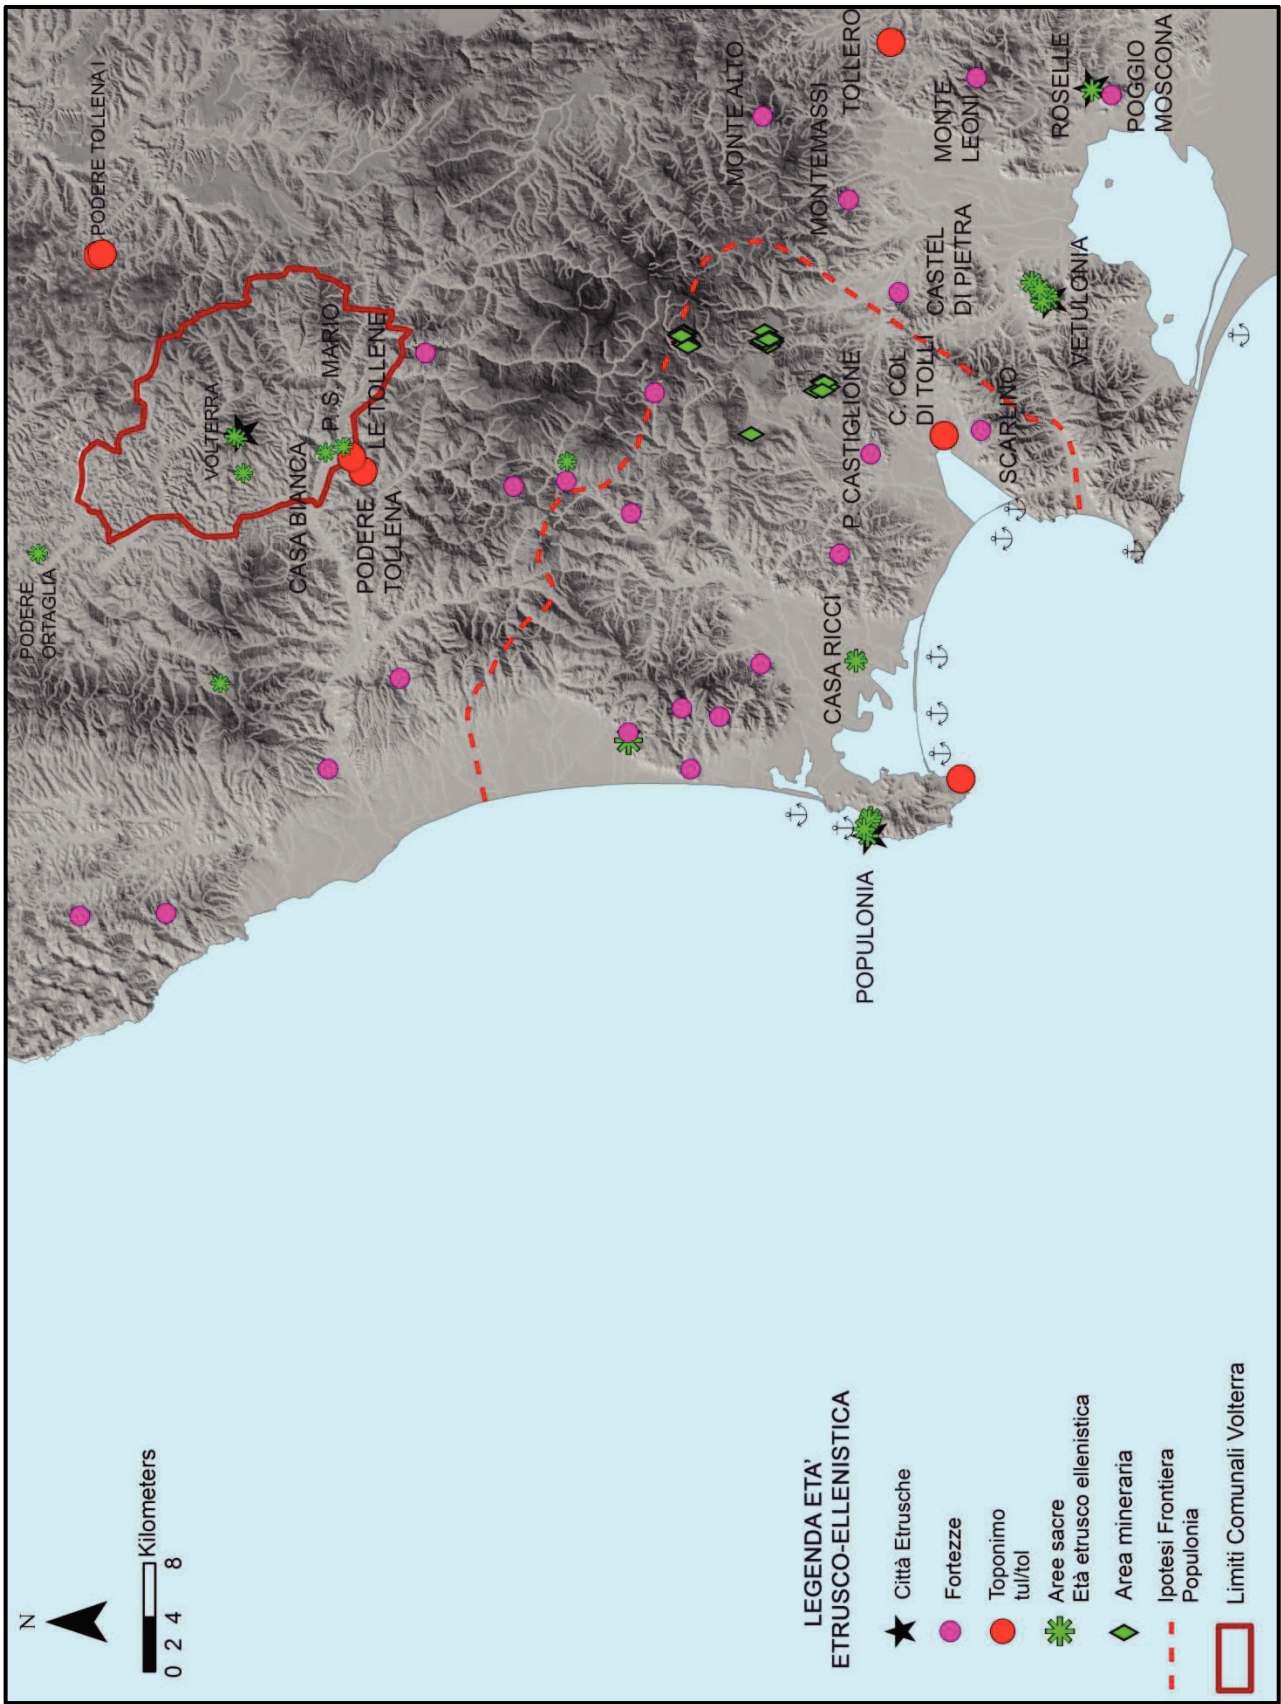 N
Kilometers
0 2 4 8
LEGENDA ETA'
ETRUSCO-ELLENISTICA
Città Etrusche
Fortezze
Toponimo
tul/tol
Aree sacre
Età etrusco ellenistica
Area mineraria
Ipotesi Frontiera
Populonia
Limiti Comunali Volterra
PODERE
ORTAGLIA
PODERE TOLLENA I
VOLTERRA
CASA BIANCA
P. S. MARIO
LE TOLLENE
PODERE
TOLLENA
MONTE ALTO
MONTEMASSI
TOLLERO
MONTE
LEONI
ROSELLE
POGGIO
MOSCONA
CASTEL
DI PIETRA
VETULONIA
C. COL
DI TOLLI
SCARLINO
P. CASTIGLIONE
CASA RICCI
POPULONIA